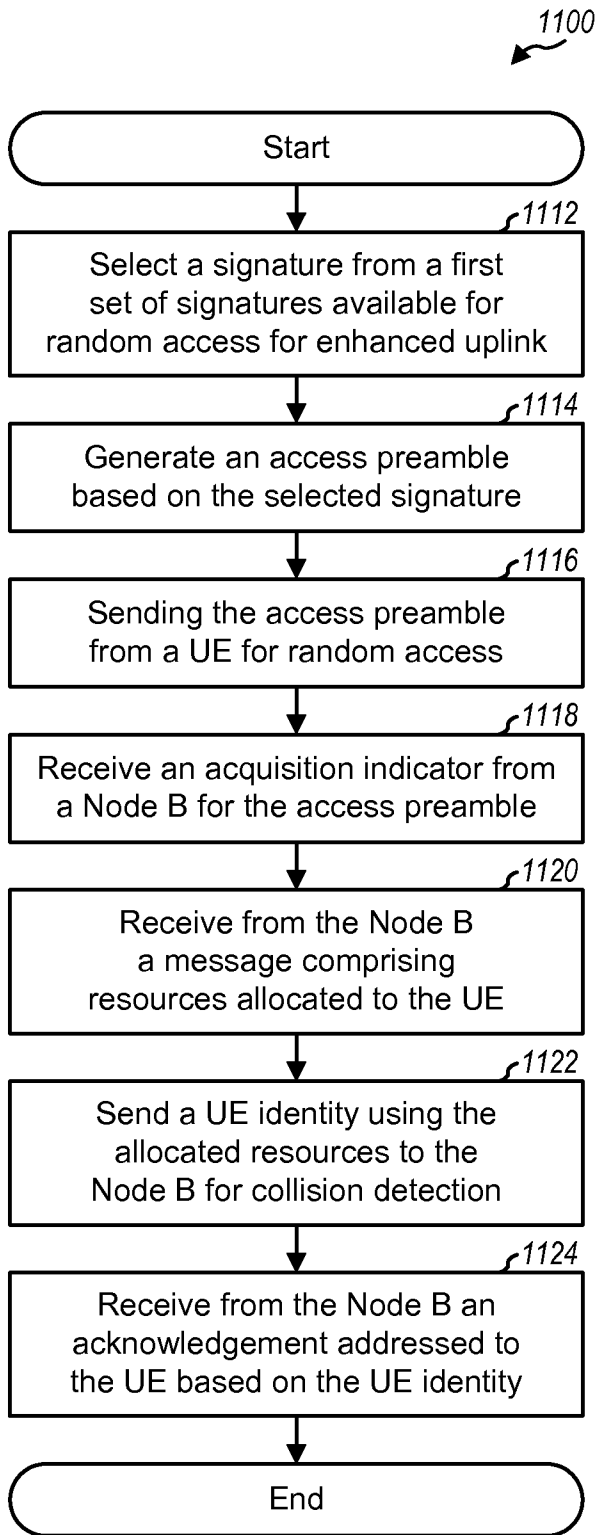 1100
Start
1112
Select a signature from a first
set of signatures available for
random access for enhanced uplink
1114
Generate an access preamble
based on the selected signature
1116
Sending the access preamble
from a UE for random access
1118
Receive an acquisition indicator from
a Node B for the access preamble
1120
Receive from the Node B
a message comprising
resources allocated to the UE
1122
Send a UE identity using the
allocated resources to the
Node B for collision detection
1124
Receive from the Node B an
acknowledgement addressed to
the UE based on the UE identity
End